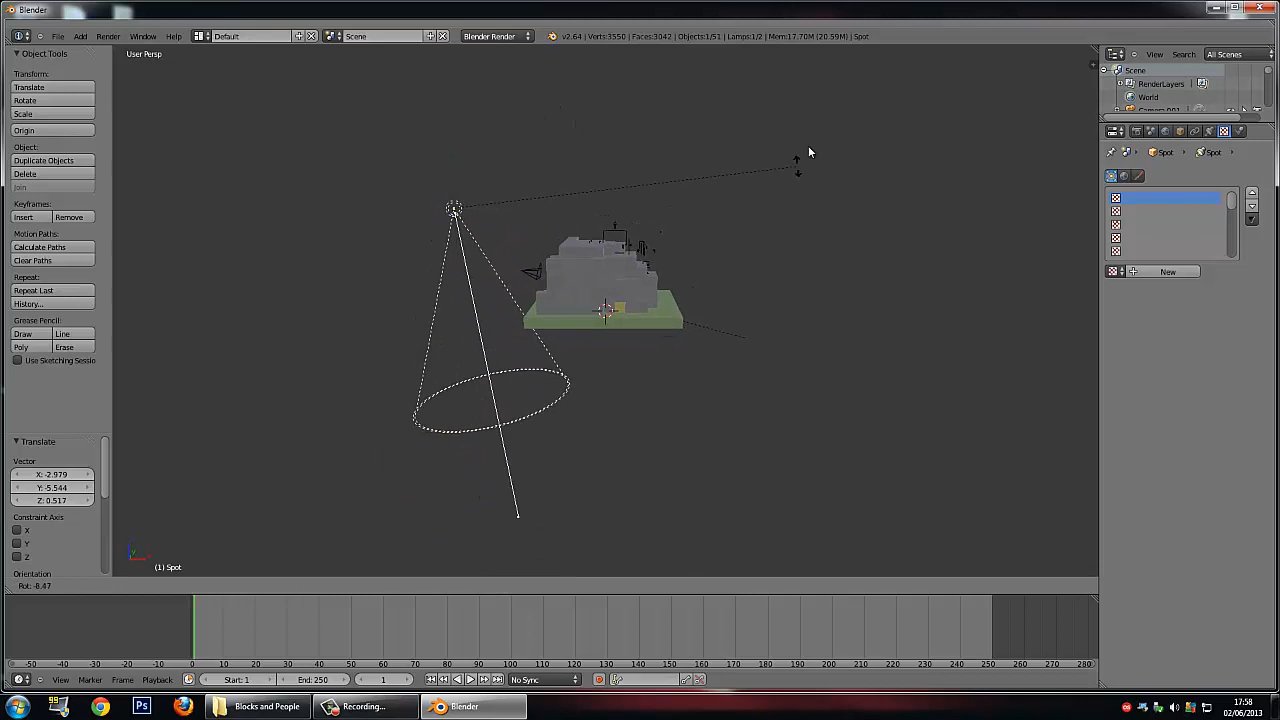 Blender
File Add Render Window Help Default Scene Blender Render v2.64 | Verts:3550 | Faces:3042 | Objects:1/51 | Lamps:1/2 | Mem:17.70M (20.59M) | Spot
View Search All Scenes
Object Tools
User Persp
Scene
Transform:
RenderLayers
Translate
World
Rotate
Camera.001
Scale
Origin
Spot Spot
Object:
Duplicate Objects
Delete
Join
Keyframes:
Insert Remove
Motion Paths:
Calculate Paths
Clear Paths
New
Repeat:
Repeat Last
History...
Grease Pencil:
Draw Line
Poly Erase
Use Sketching Sessio
Translate
Vector
X: -2.979
Y: -5.544
Z: 0.517
Constraint Axis
X
Y
Z
Orientation
(1) Spot
Rot: -8.47
-50 -40 -30 -20 -10 0 10 20 30 40 50 60 70 80 90 100 110 120 130 140 150 160 170 180 190 200 210 220 230 240 250 260 270 280
View Marker Frame Playback Start: 1 End: 250 1 No Sync
Blocks and People Recording... Blender
17:58
02/06/2013